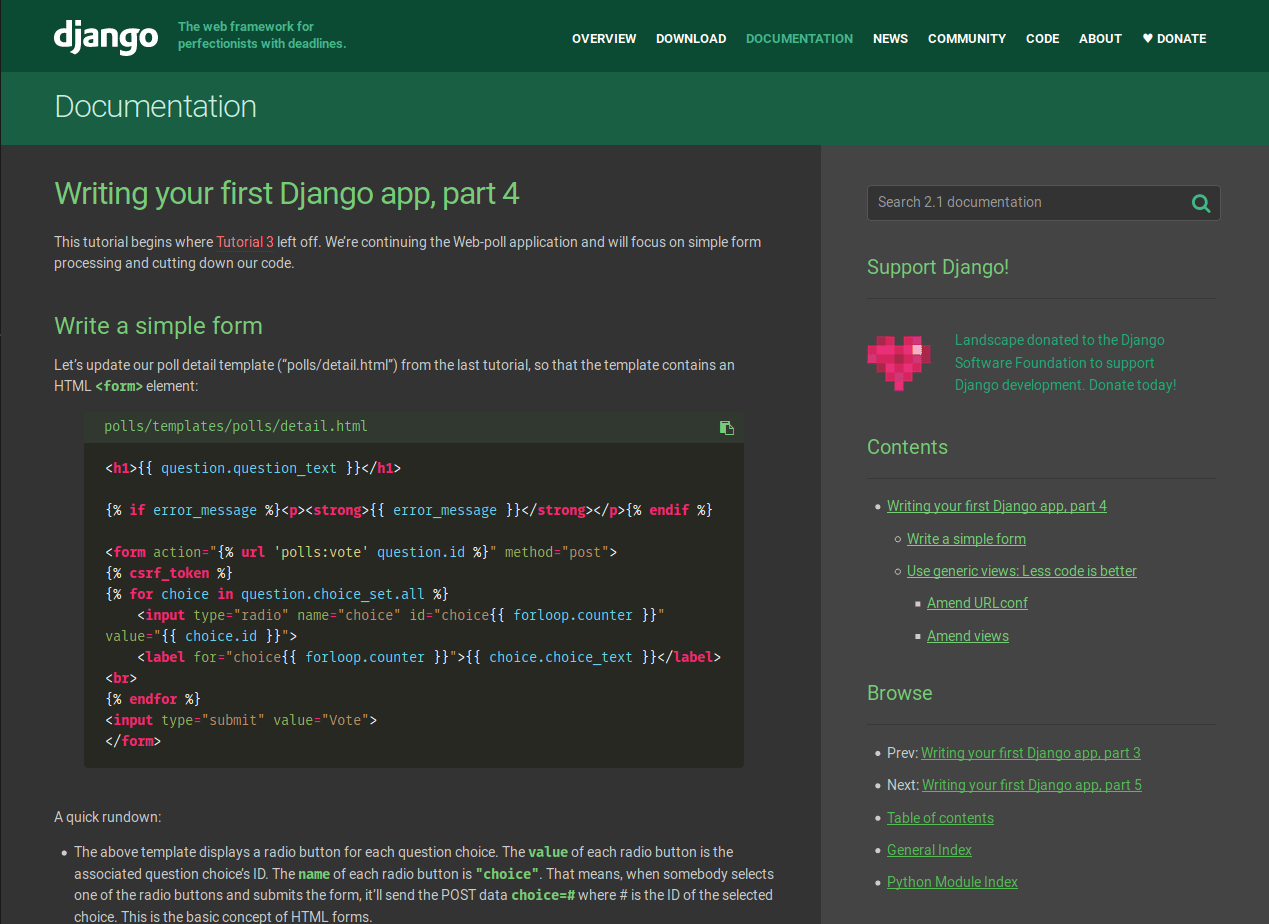 django
The web framework for
perfectionists with deadlines.
OVERVIEW DOWNLOAD DOCUMENTATION NEWS COMMUNITY CODE ABOUT ♥ DONATE
Documentation
Writing your first Django app, part 4
This tutorial begins where Tutorial 3 left off. We’re continuing the Web-poll application and will focus on simple form
processing and cutting down our code.
Write a simple form
Let’s update our poll detail template (“polls/detail.html”) from the last tutorial, so that the template contains an
HTML <form> element:
polls/templates/polls/detail.html
<h1>{{ question.question_text }}</h1>
{% if error_message %}<p><strong>{{ error_message }}</strong></p>{% endif %}
<form action="{% url 'polls:vote' question.id %}" method="post">
{% csrf_token %}
{% for choice in question.choice_set.all %}
    <input type="radio" name="choice" id="choice{{ forloop.counter }}"
value="{{ choice.id }}">
    <label for="choice{{ forloop.counter }}">{{ choice.choice_text }}</label>
<br>
{% endfor %}
<input type="submit" value="Vote">
</form>
A quick rundown:
• The above template displays a radio button for each question choice. The value of each radio button is the
associated question choice’s ID. The name of each radio button is "choice". That means, when somebody selects
one of the radio buttons and submits the form, it’ll send the POST data choice=# where # is the ID of the selected
choice. This is the basic concept of HTML forms.
Search 2.1 documentation
Support Django!
Landscape donated to the Django
Software Foundation to support
Django development. Donate today!
Contents
• Writing your first Django app, part 4
◦ Write a simple form
◦ Use generic views: Less code is better
▪ Amend URLconf
▪ Amend views
Browse
• Prev: Writing your first Django app, part 3
• Next: Writing your first Django app, part 5
• Table of contents
• General Index
• Python Module Index